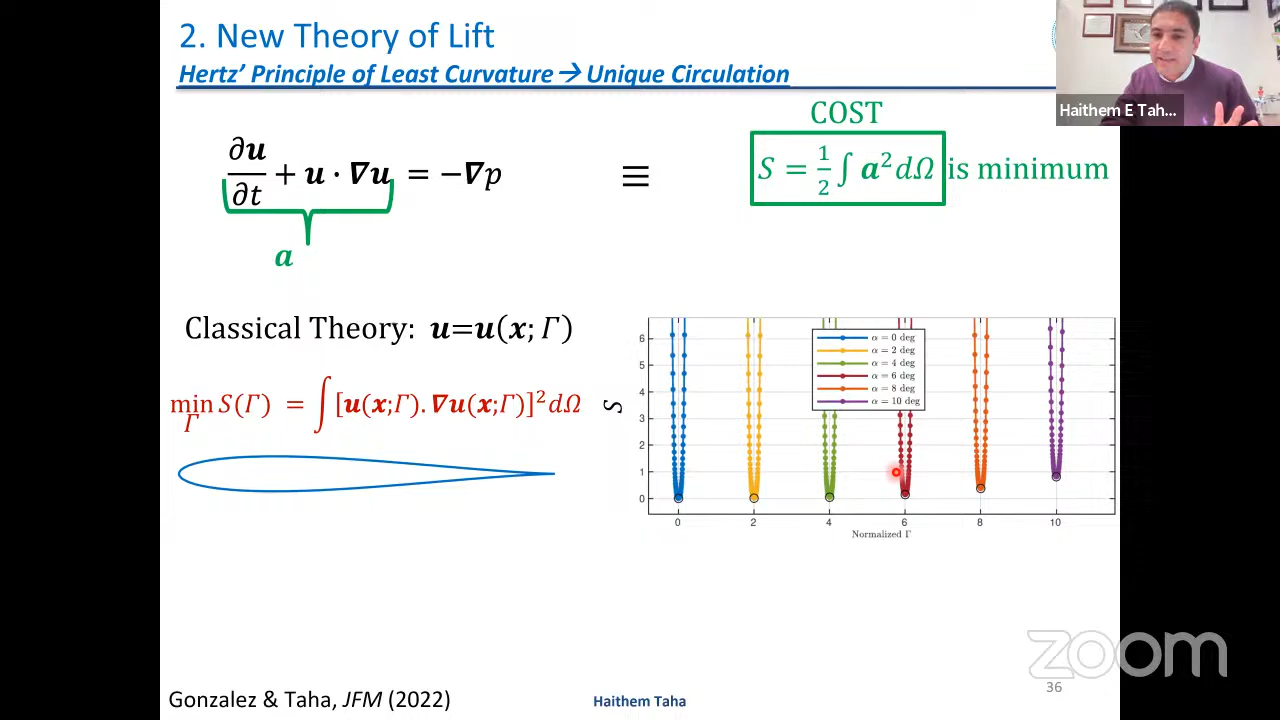 2. New Theory of Lift
Hertz’ Principle of Least Curvature → Unique Circulation
Haithem E Tah...
COST
∂u/∂t + u · ∇u = −∇p
≡
S = 1/2 ∫ a² dΩ is minimum
a
Classical Theory: u=u(x; Γ)
min S(Γ) = ∫ [u(x;Γ). ∇u(x;Γ)]² dΩ
Γ
S
6
5
4
3
2
1
0
α = 0 deg
α = 2 deg
α = 4 deg
α = 6 deg
α = 8 deg
α = 10 deg
0 2 4 6 8 10
Normalized Γ
zoom
36
Gonzalez & Taha, JFM (2022)
Haithem Taha